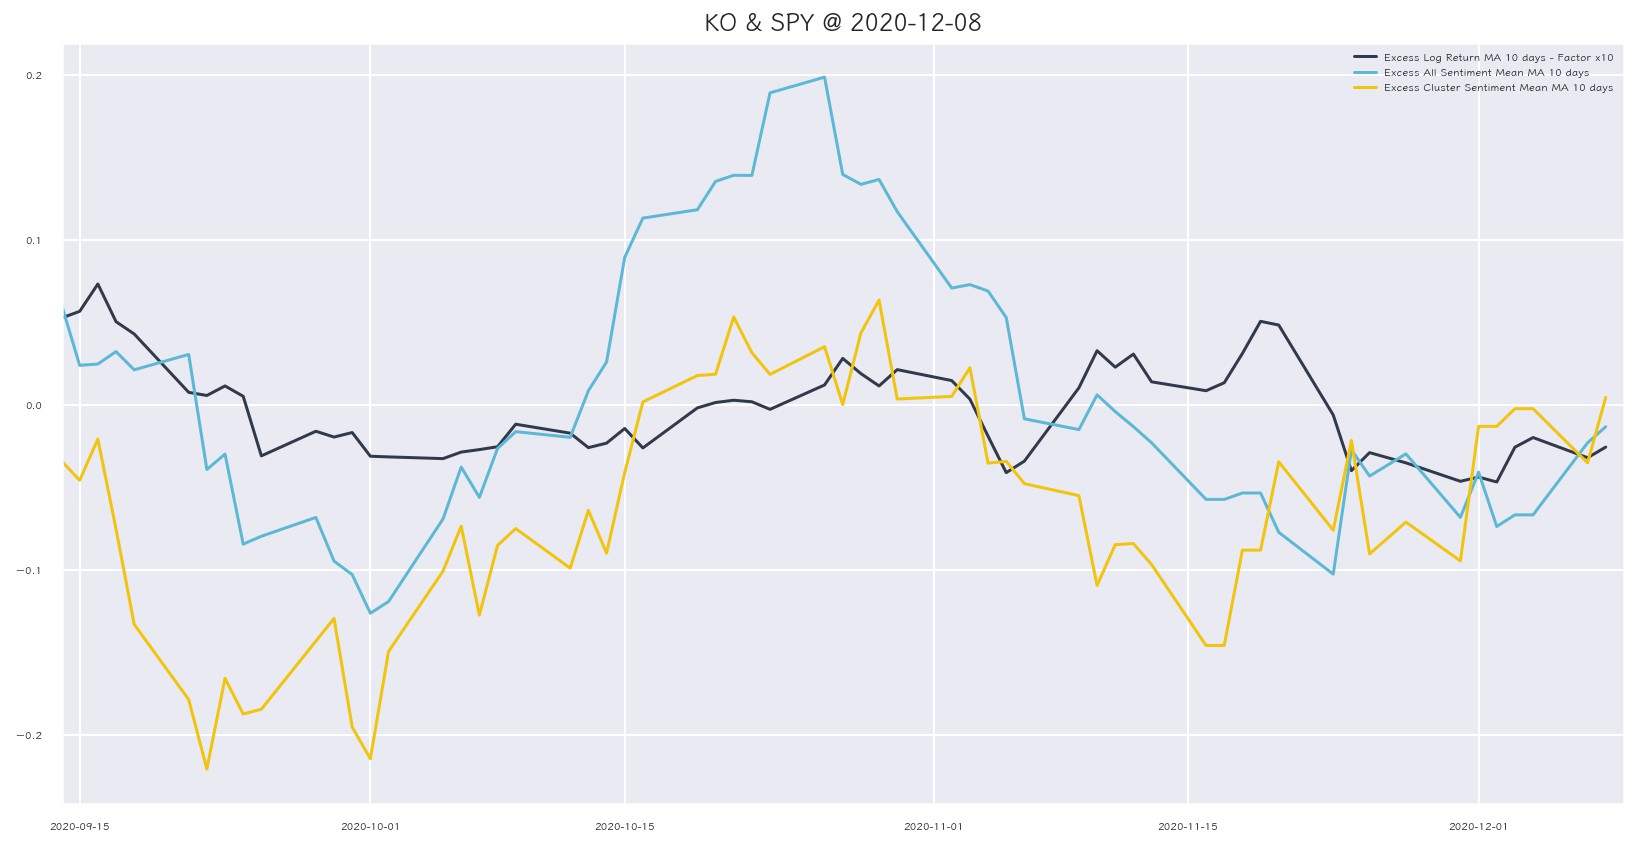 KO & SPY @ 2020-12-08
Excess Log Return MA 10 days - Factor x10
Excess All Sentiment Mean MA 10 days
Excess Cluster Sentiment Mean MA 10 days
0.2
0.1
0.0
−0.1
−0.2
2020-09-15 2020-10-01 2020-10-15 2020-11-01 2020-11-15 2020-12-01